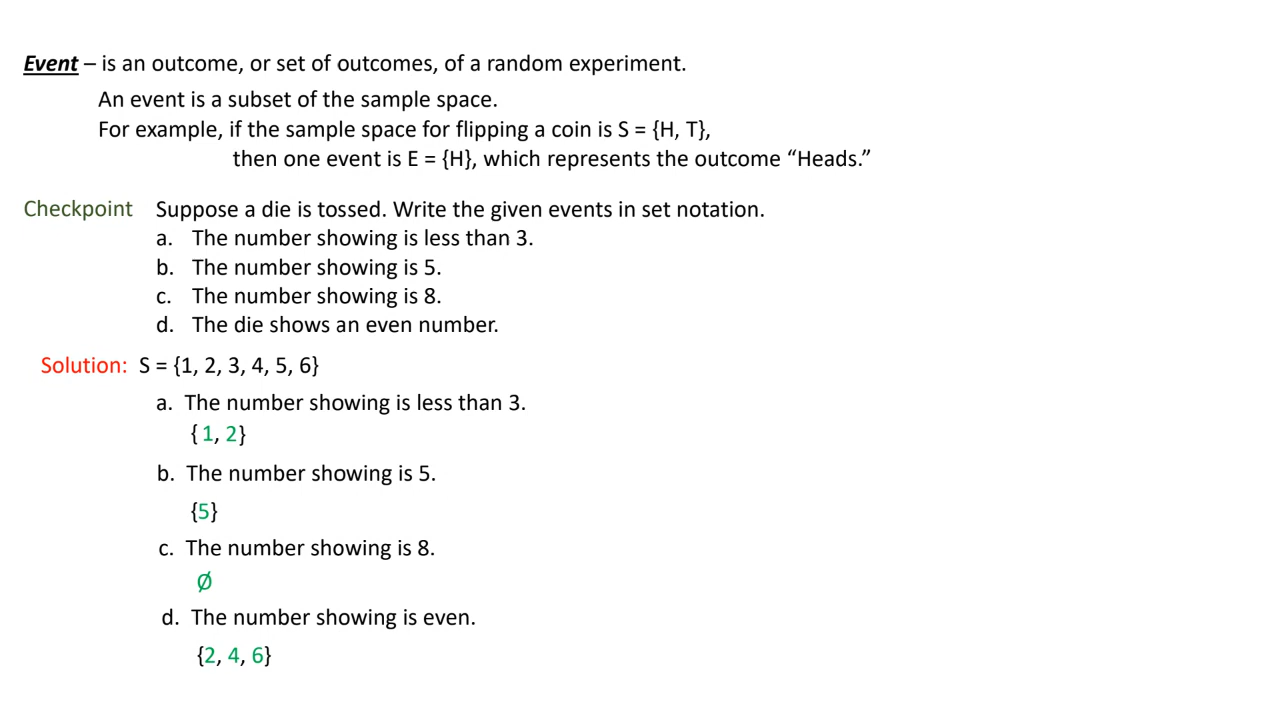 Event – is an outcome, or set of outcomes, of a random experiment.
An event is a subset of the sample space.
For example, if the sample space for flipping a coin is S = {H, T},
then one event is E = {H}, which represents the outcome “Heads.”
Checkpoint Suppose a die is tossed. Write the given events in set notation.
a. The number showing is less than 3.
b. The number showing is 5.
c. The number showing is 8.
d. The die shows an even number.
Solution: S = {1, 2, 3, 4, 5, 6}
a. The number showing is less than 3.
{ 1, 2}
b. The number showing is 5.
{5}
c. The number showing is 8.
∅
d. The number showing is even.
{2, 4, 6}